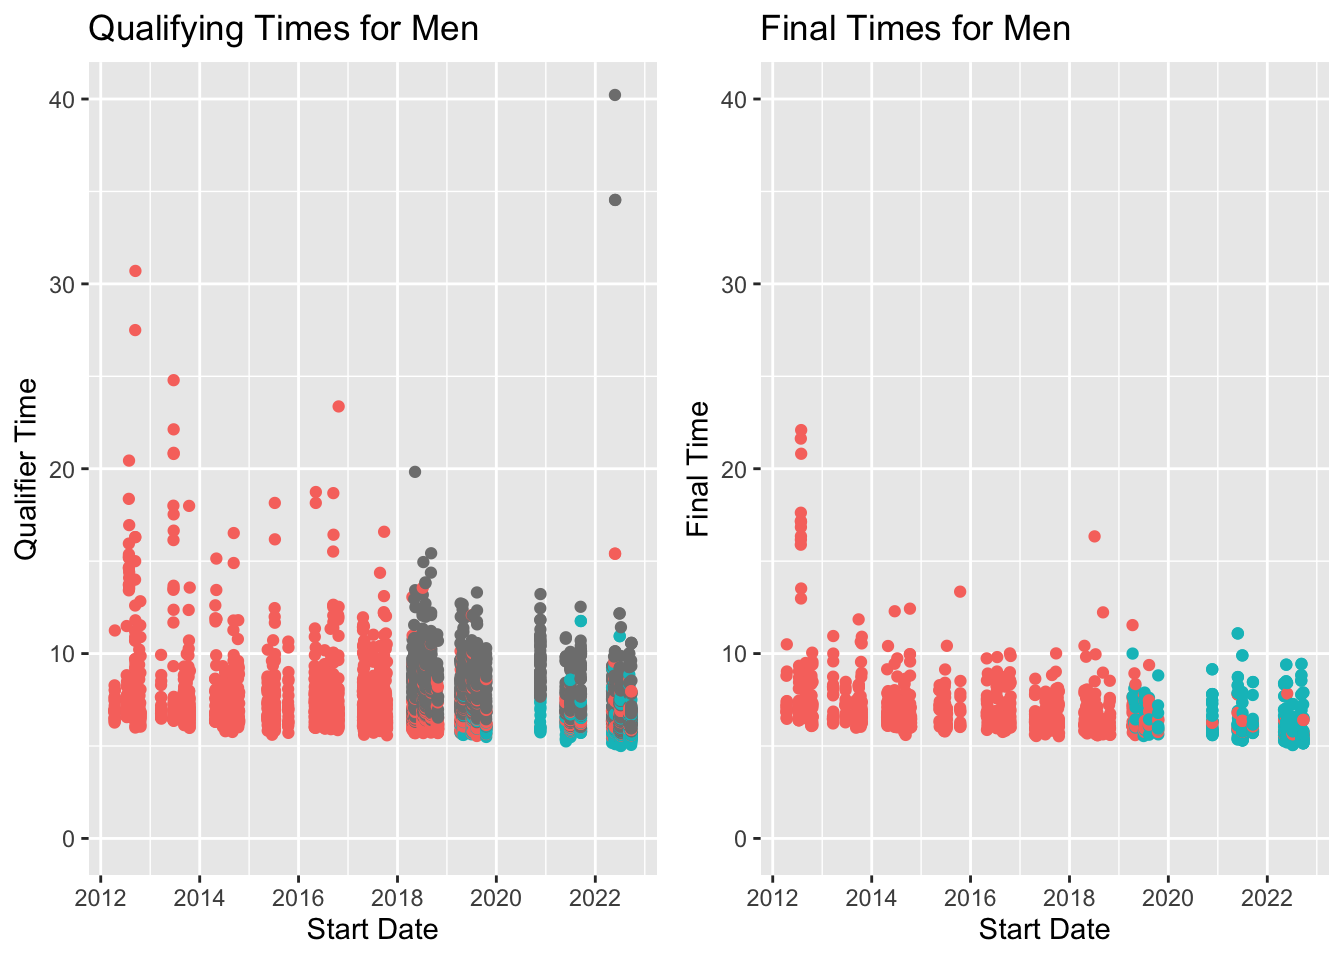 Qualifying Times for Men
Qualifier Time
40
30
20
10
0
2012 2014 2016 2018 2020 2022
Start Date
Final Times for Men
Final Time
40
30
20
10
0
2012 2014 2016 2018 2020 2022
Start Date